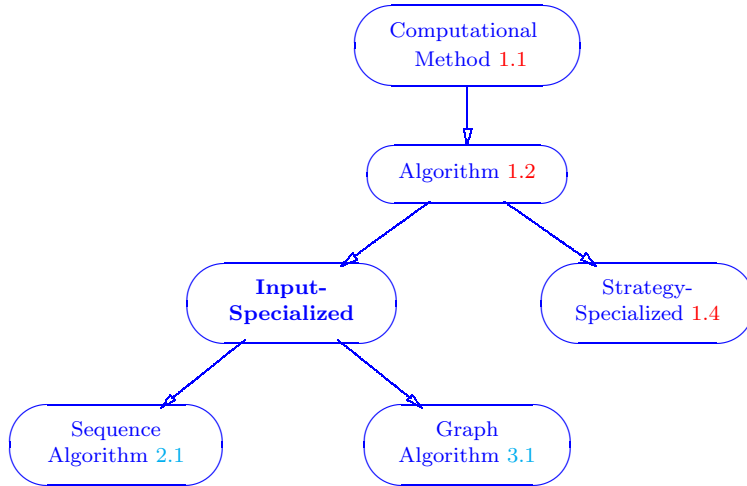 Computational
Method 1.1
Algorithm 1.2
Input-
Specialized
Strategy-
Specialized 1.4
Sequence
Algorithm 2.1
Graph
Algorithm 3.1